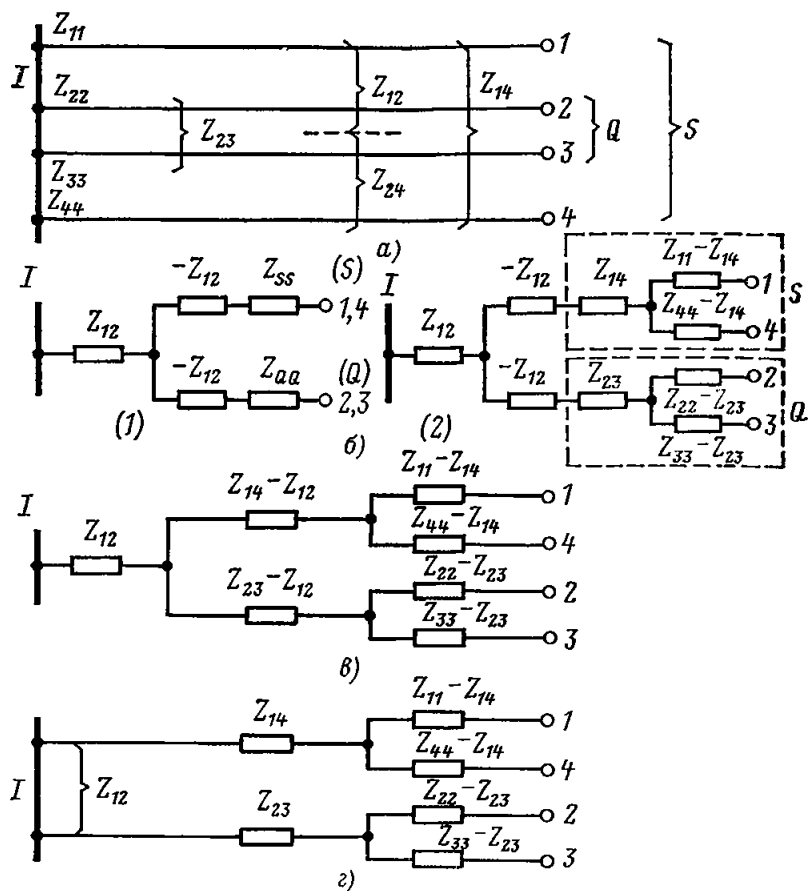 Z₁₁ 1
I
Z₂₂ Z₁₂ Z₁₄ 2
Z₂₃ Q S
3
Z₃₃ Z₂₄
Z₄₄ 4
а)
I −Z₁₂ Z_SS (S) I −Z₁₂ Z₁₄ Z₁₁−Z₁₄ 1
Z₁₂ 1,4 Z₁₂ Z₄₄−Z₁₄ 4 S
−Z₁₂ Z_QQ (Q) −Z₁₂ Z₂₃ 2
2,3 Z₂₂−Z₂₃ Q
(1) (2) 3
б) Z₃₃−Z₂₃
I Z₁₄−Z₁₂ Z₁₁−Z₁₄ 1
Z₁₂ Z₄₄−Z₁₄ 4
Z₂₃−Z₁₂ Z₂₂−Z₂₃ 2
Z₃₃−Z₂₃ 3
в)
Z₁₄ Z₁₁−Z₁₄ 1
Z₄₄−Z₁₄ 4
I Z₁₂
Z₂₃ Z₂₂−Z₂₃ 2
Z₃₃−Z₂₃ 3
г)